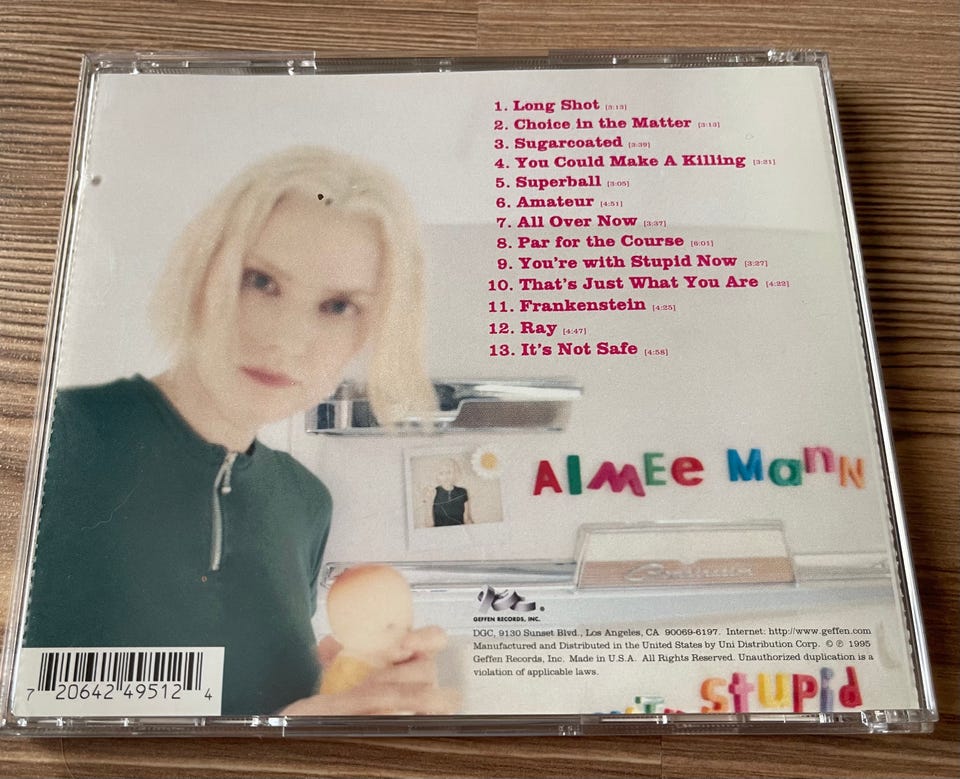 1. Long Shot [3:13]
2. Choice in the Matter [3:13]
3. Sugarcoated [3:39]
4. You Could Make A Killing [3:21]
5. Superball [3:05]
6. Amateur [4:51]
7. All Over Now [3:37]
8. Par for the Course [6:01]
9. You're with Stupid Now [3:27]
10. That's Just What You Are [4:22]
11. Frankenstein [4:25]
12. Ray [4:47]
13. It's Not Safe [4:58]
AIMEE MANN
GEFFEN RECORDS, INC.
DGC, 9130 Sunset Blvd., Los Angeles, CA 90069-6197. Internet: http://www.geffen.com
Manufactured and Distributed in the United States by Uni Distribution Corp. © ℗ 1995
Geffen Records, Inc. Made in U.S.A. All Rights Reserved. Unauthorized duplication is a
violation of applicable laws.
stupid
7 20642 49512 4